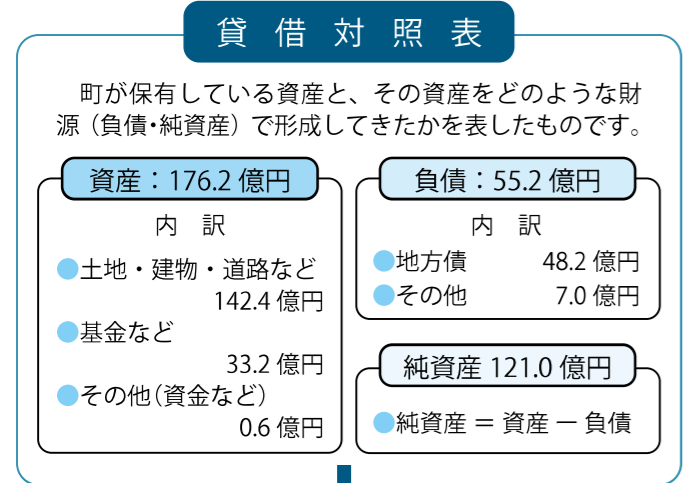 貸借対照表
町が保有している資産と、その資産をどのような財
源（負債・純資産）で形成してきたかを表したものです。
資産：176.2 億円
内　訳
●土地・建物・道路など
142.4 億円
●基金など
33.2 億円
●その他（資金など）
0.6 億円
負債：55.2 億円
内　訳
●地方債　48.2 億円
●その他　7.0 億円
純資産 121.0 億円
●純資産 ＝ 資産 － 負債